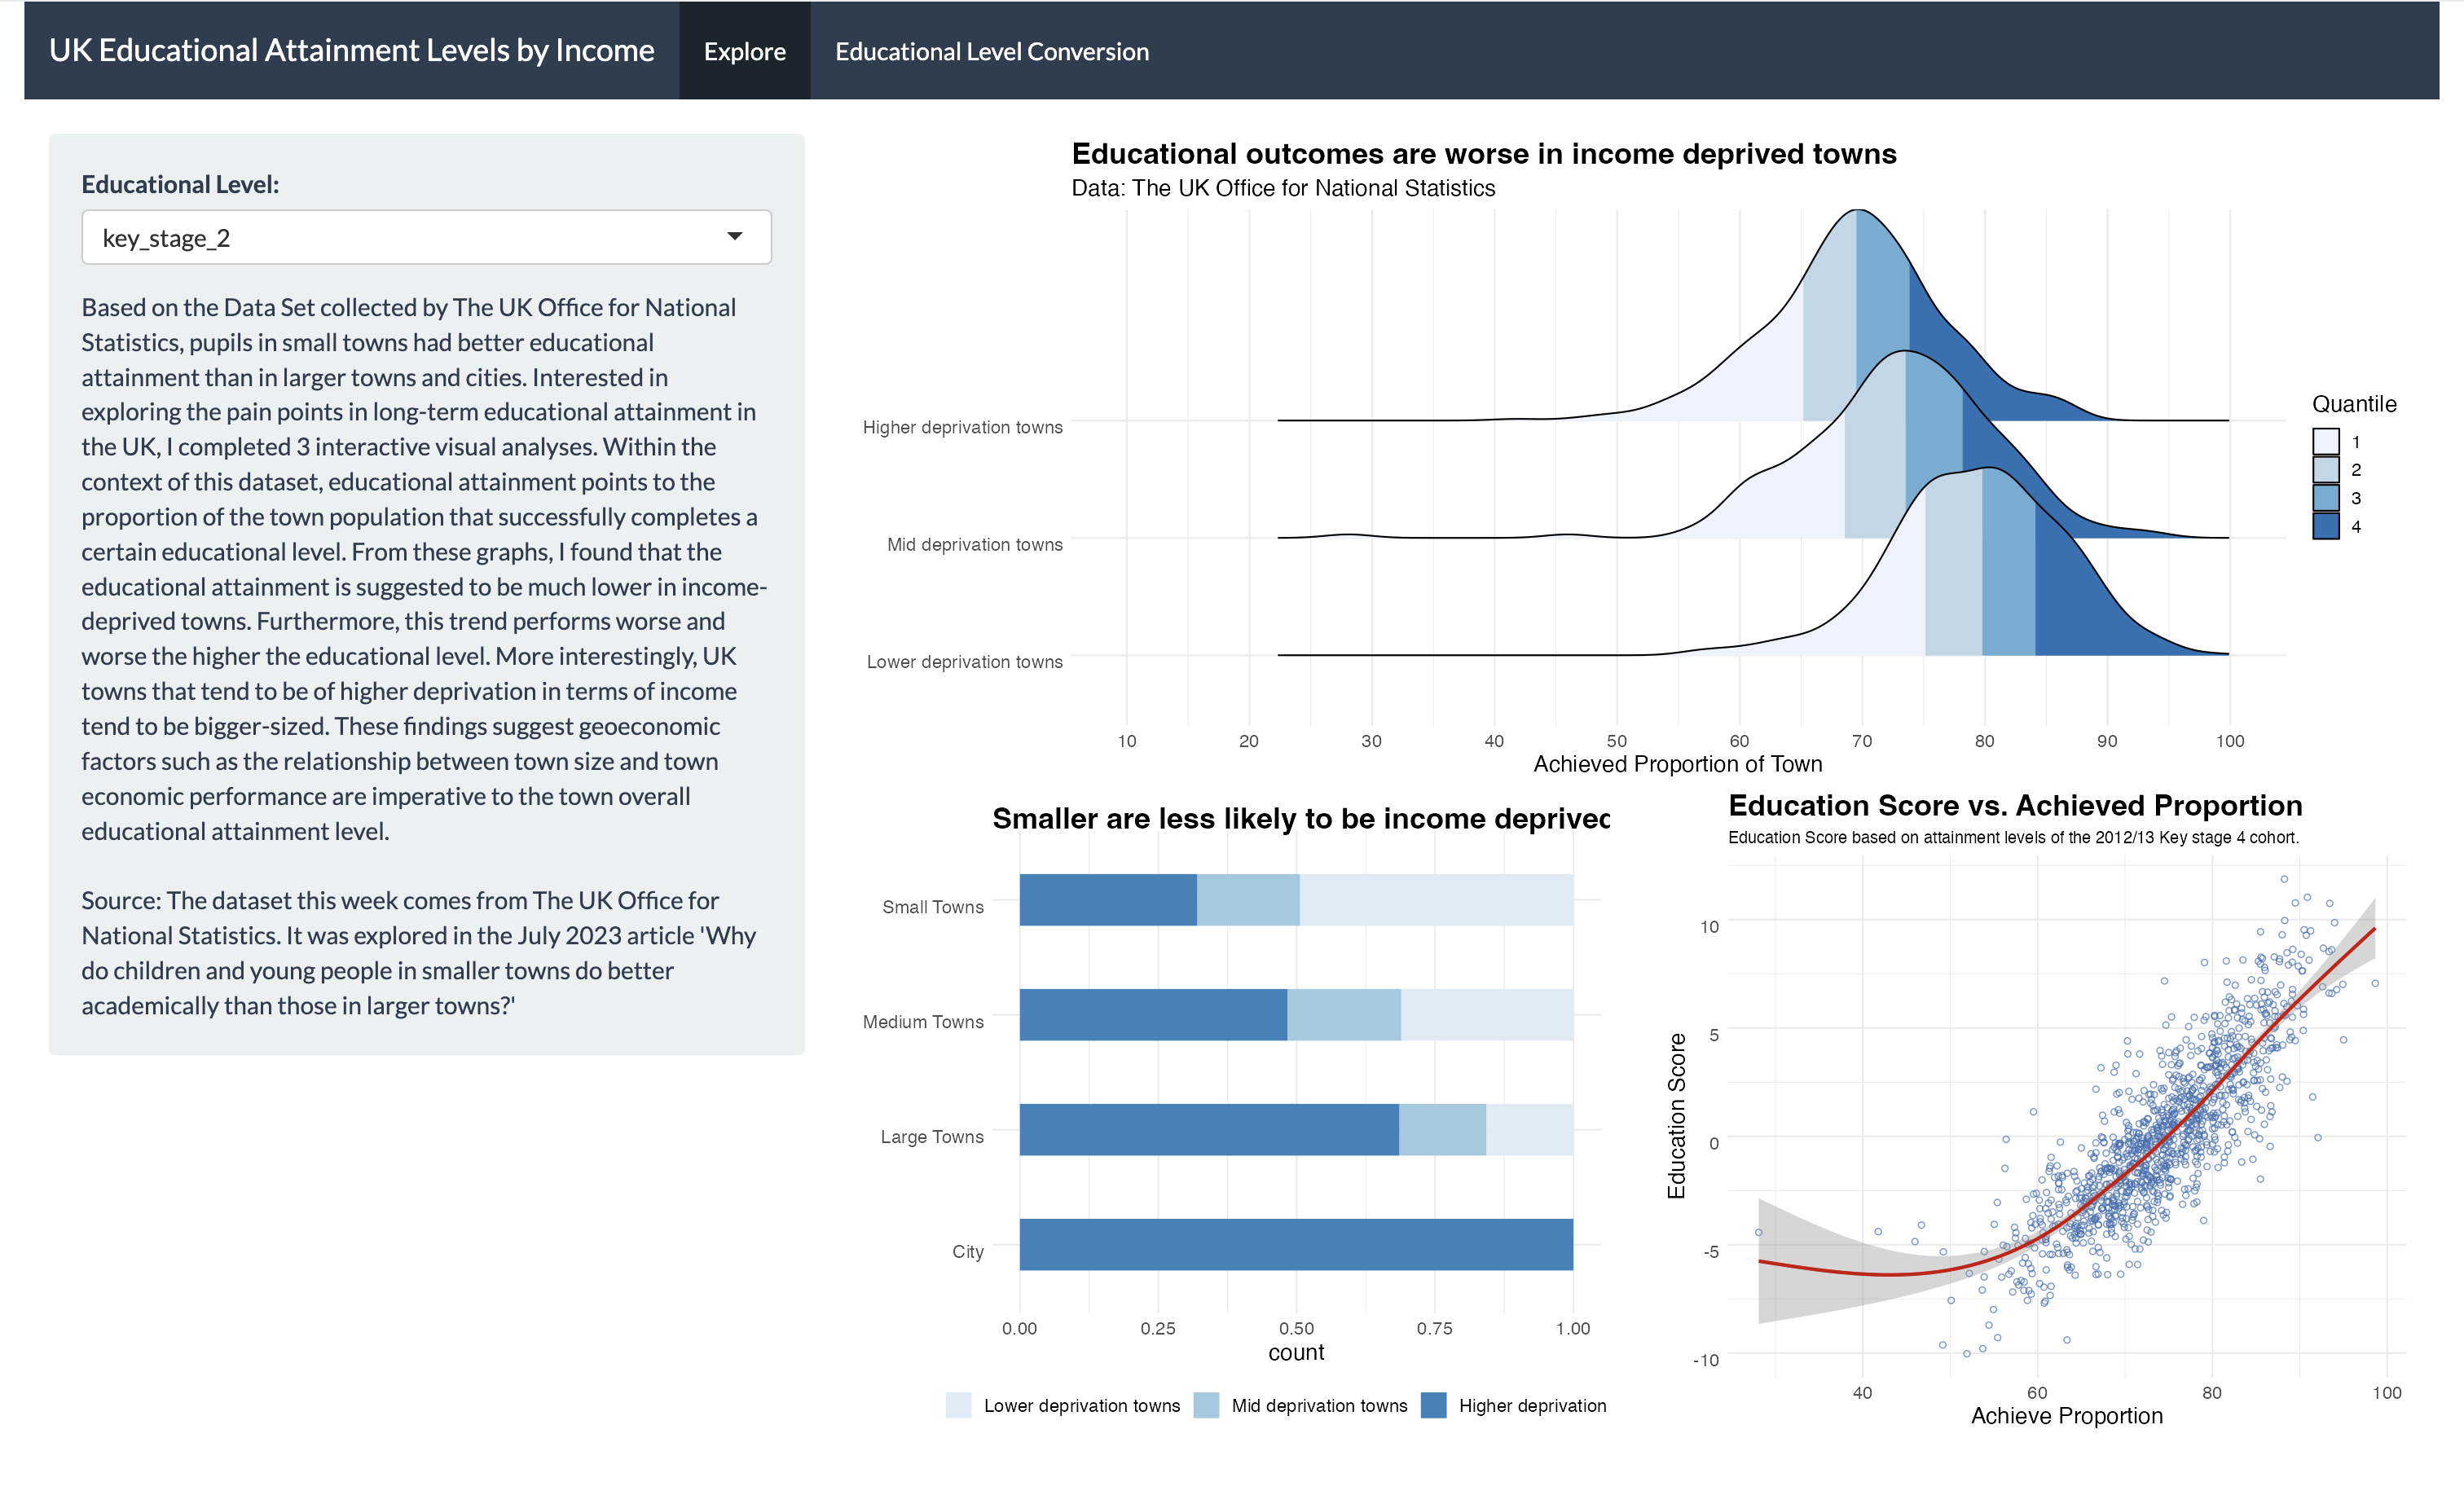 UK Educational Attainment Levels by Income
Explore
Educational Level Conversion
Educational Level:
key_stage_2
Based on the Data Set collected by The UK Office for National
Statistics, pupils in small towns had better educational
attainment than in larger towns and cities. Interested in
exploring the pain points in long-term educational attainment in
the UK, I completed 3 interactive visual analyses. Within the
context of this dataset, educational attainment points to the
proportion of the town population that successfully completes a
certain educational level. From these graphs, I found that the
educational attainment is suggested to be much lower in income-
deprived towns. Furthermore, this trend performs worse and
worse the higher the educational level. More interestingly, UK
towns that tend to be of higher deprivation in terms of income
tend to be bigger-sized. These findings suggest geoeconomic
factors such as the relationship between town size and town
economic performance are imperative to the town overall
educational attainment level.
Source: The dataset this week comes from The UK Office for
National Statistics. It was explored in the July 2023 article 'Why
do children and young people in smaller towns do better
academically than those in larger towns?'
Educational outcomes are worse in income deprived towns
Data: The UK Office for National Statistics
Higher deprivation towns
Mid deprivation towns
Lower deprivation towns
10 20 30 40 50 60 70 80 90 100
Achieved Proportion of Town
Quantile
1
2
3
4
Smaller are less likely to be income deprived
Small Towns
Medium Towns
Large Towns
City
0.00 0.25 0.50 0.75 1.00
count
Lower deprivation towns Mid deprivation towns Higher deprivation
Education Score vs. Achieved Proportion
Education Score based on attainment levels of the 2012/13 Key stage 4 cohort.
Education Score
10
5
0
-5
-10
40 60 80 100
Achieve Proportion